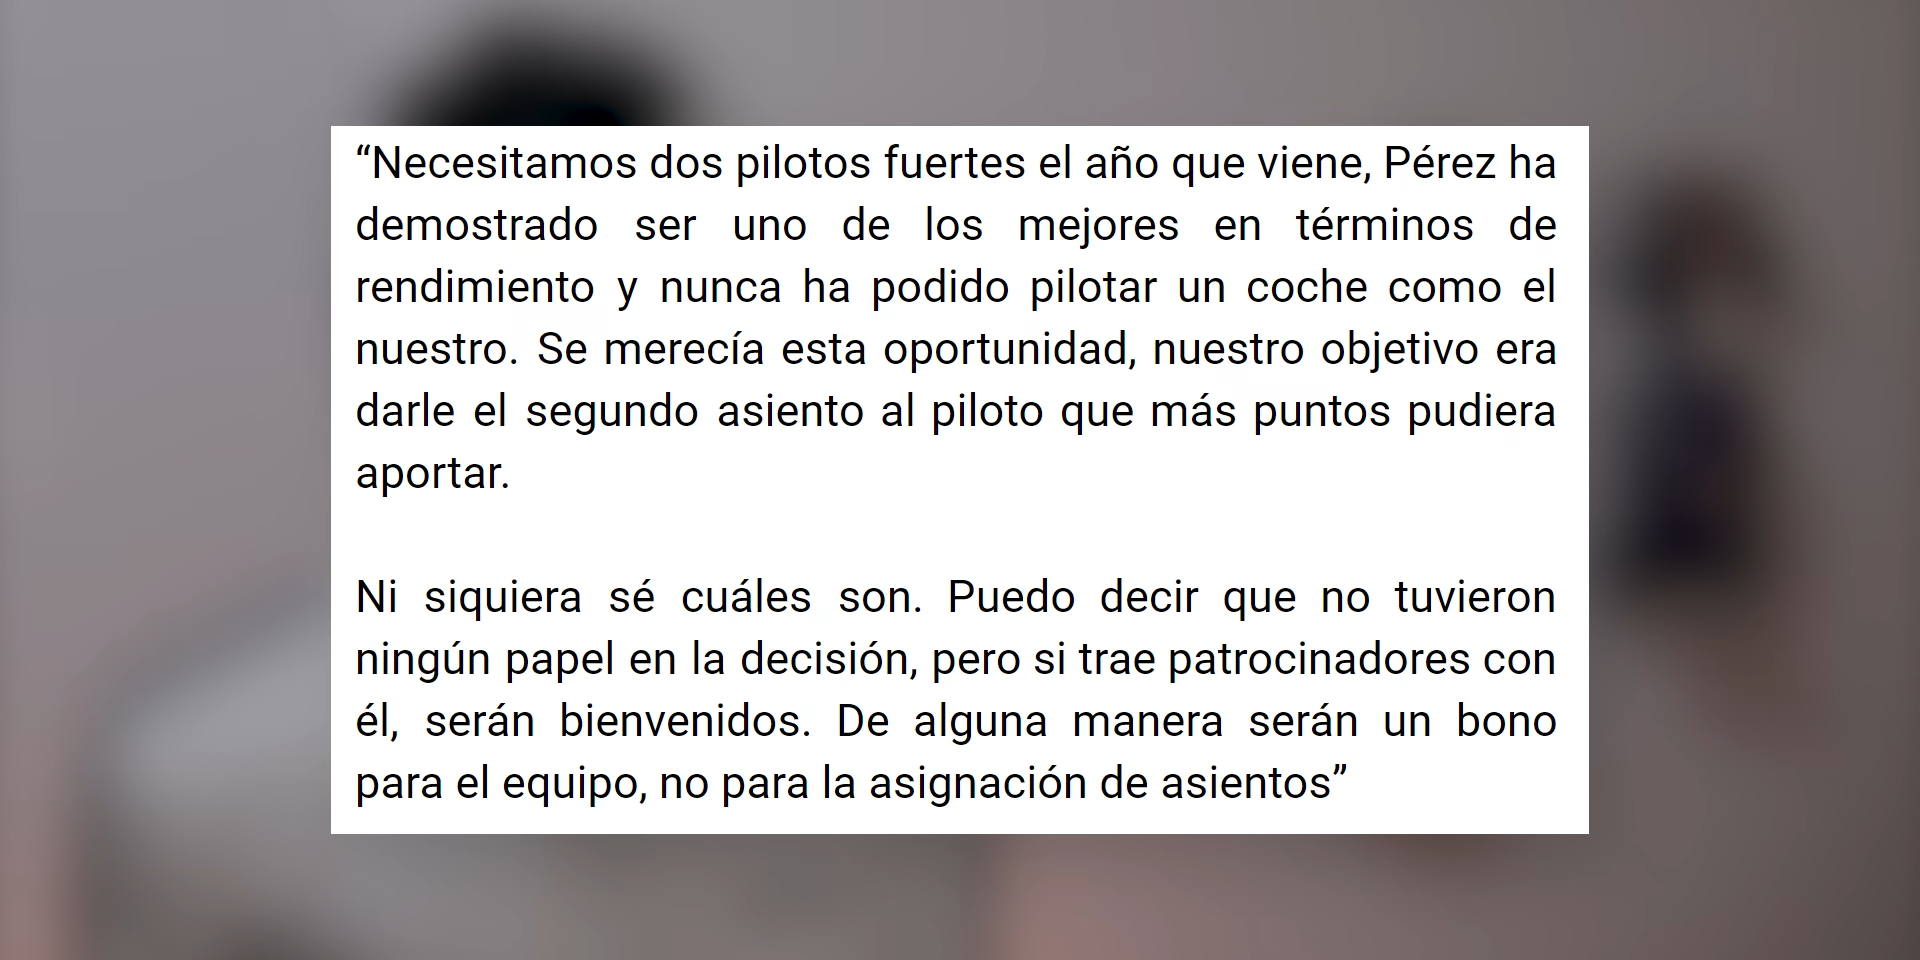 “Necesitamos dos pilotos fuertes el año que viene, Pérez ha
demostrado ser uno de los mejores en términos de
rendimiento y nunca ha podido pilotar un coche como el
nuestro. Se merecía esta oportunidad, nuestro objetivo era
darle el segundo asiento al piloto que más puntos pudiera
aportar.
Ni siquiera sé cuáles son. Puedo decir que no tuvieron
ningún papel en la decisión, pero si trae patrocinadores con
él, serán bienvenidos. De alguna manera serán un bono
para el equipo, no para la asignación de asientos”